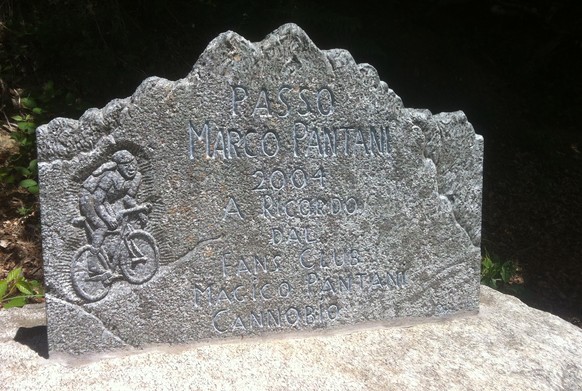 PASSO
MARCO PANTANI
2004
A RICORDO
DAL
FANS CLUB
MAGICO PANTANI
CANNOBIO